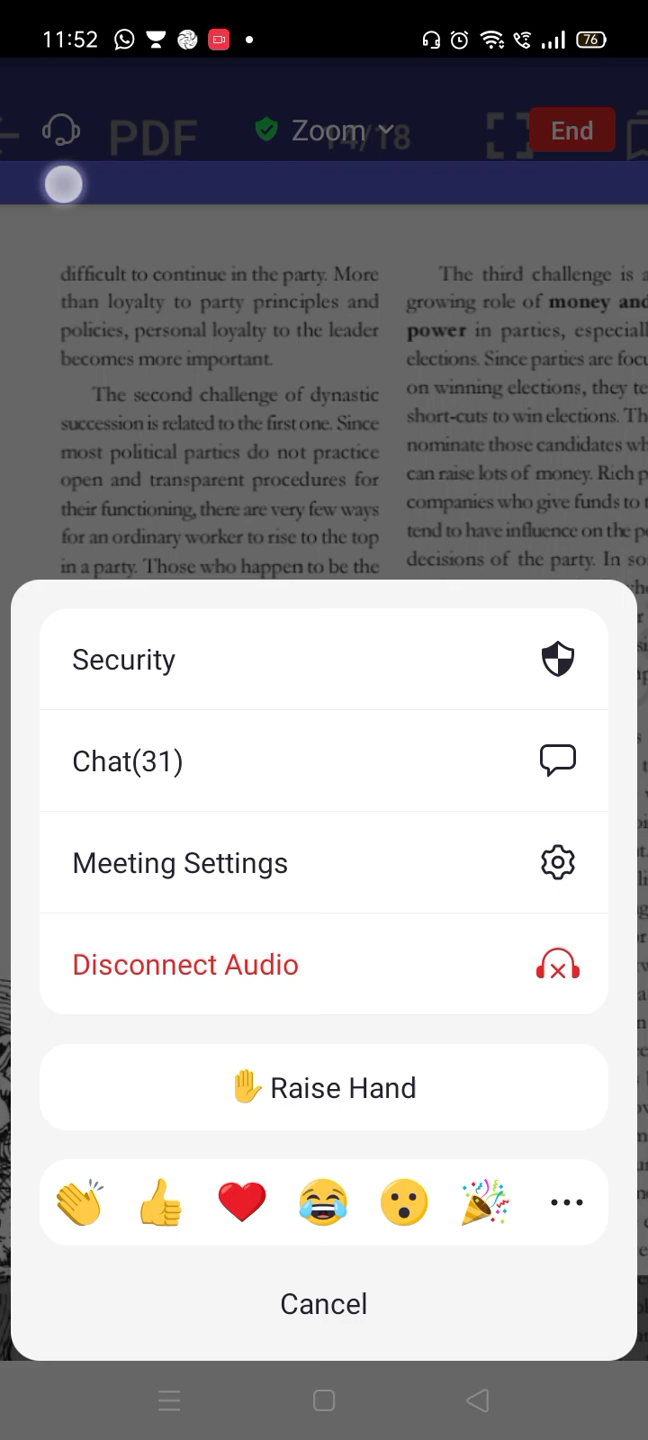 11:52
76
PDF
Zoom
14/18
End
difficult to continue in the party. More
than loyalty to party principles and
policies, personal loyalty to the leader
becomes more important.
The second challenge of dynastic
succession is related to the first one. Since
most political parties do not practice
open and transparent procedures for
their functioning, there are very few ways
for an ordinary worker to rise to the top
in a party. Those who happen to be the
The third challenge is a
growing role of money and
power in parties, especial
elections. Since parties are focu
on winning elections, they te
short-cuts to win elections. Th
nominate those candidates wh
can raise lots of money. Rich p
companies who give funds to t
tend to have influence on the p
decisions of the party. In so
Security
Chat(31)
Meeting Settings
Disconnect Audio
Raise Hand
Cancel